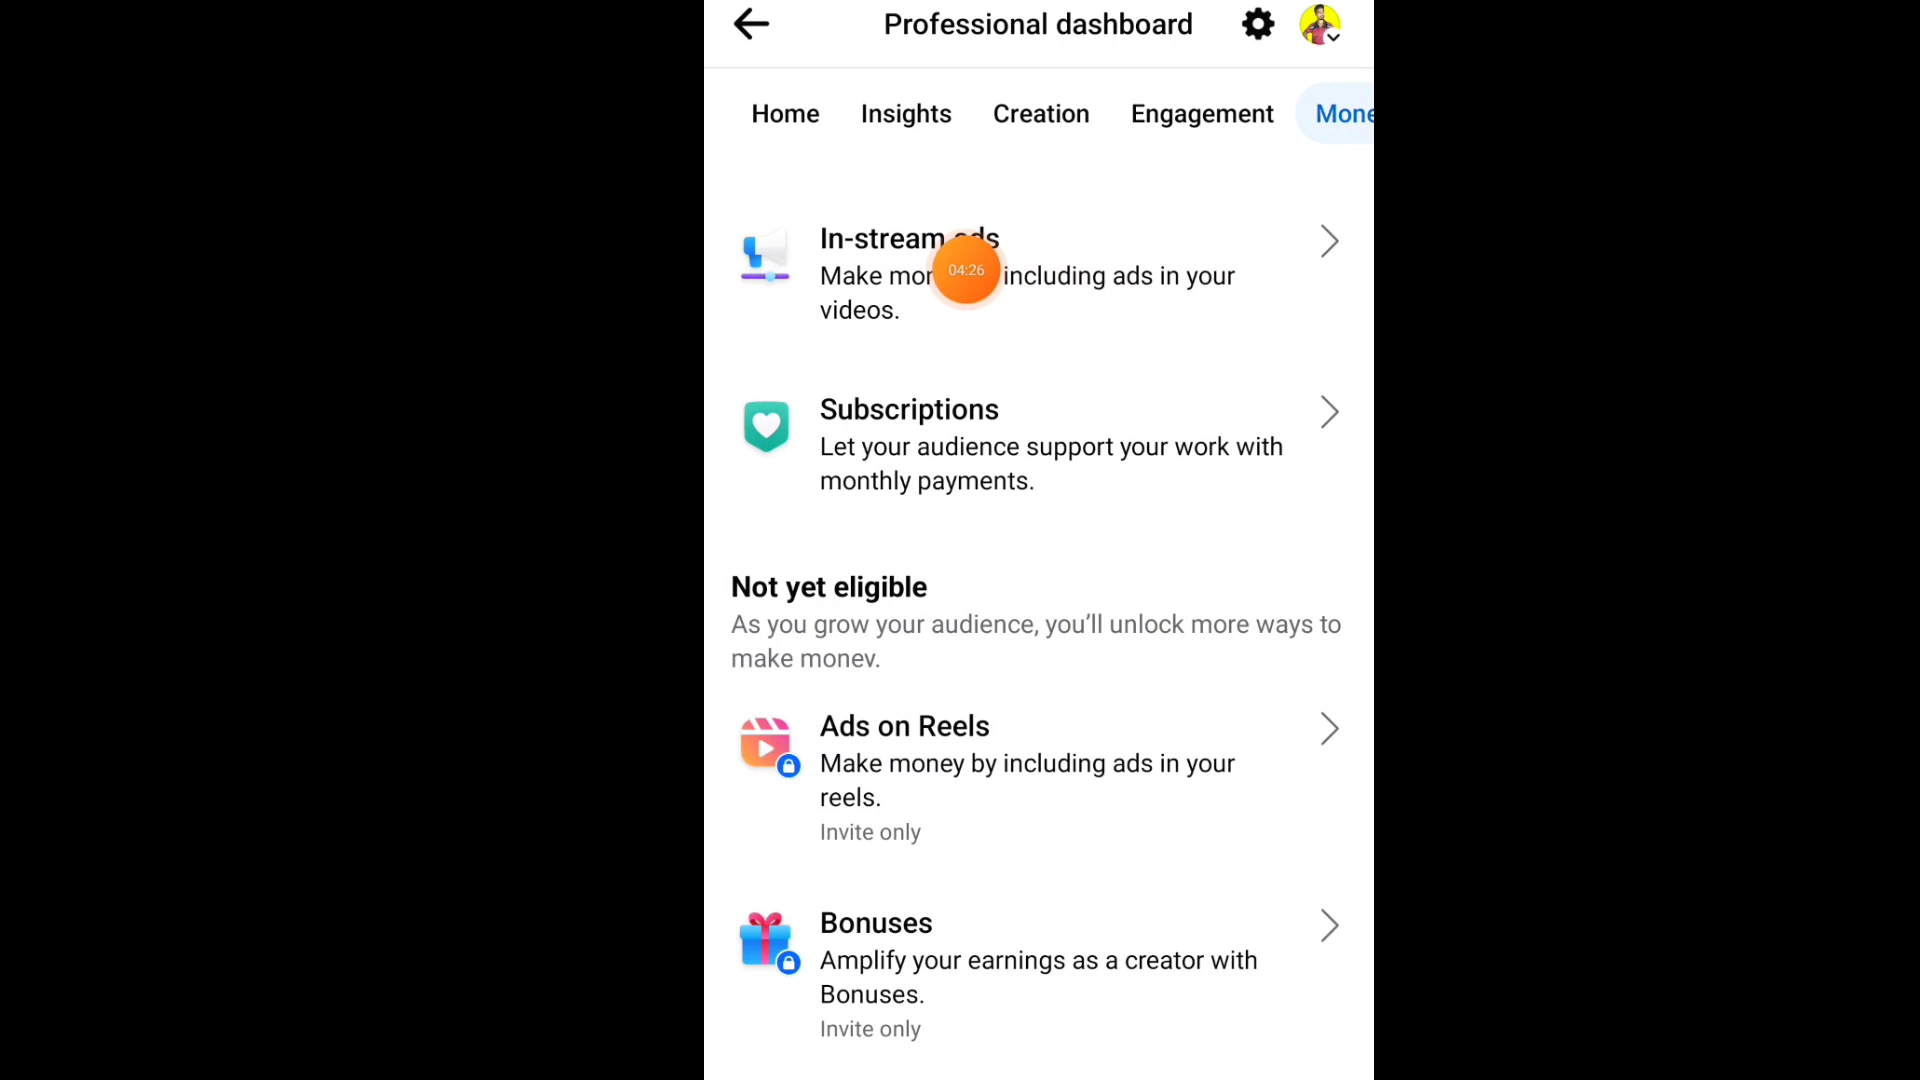 Professional dashboard
Home Insights Creation Engagement Mone
In-stream ads
04:26
Make mon including ads in your
videos.
Subscriptions
Let your audience support your work with
monthly payments.
Not yet eligible
As you grow your audience, you’ll unlock more ways to
make money.
Ads on Reels
Make money by including ads in your
reels.
Invite only
Bonuses
Amplify your earnings as a creator with
Bonuses.
Invite only